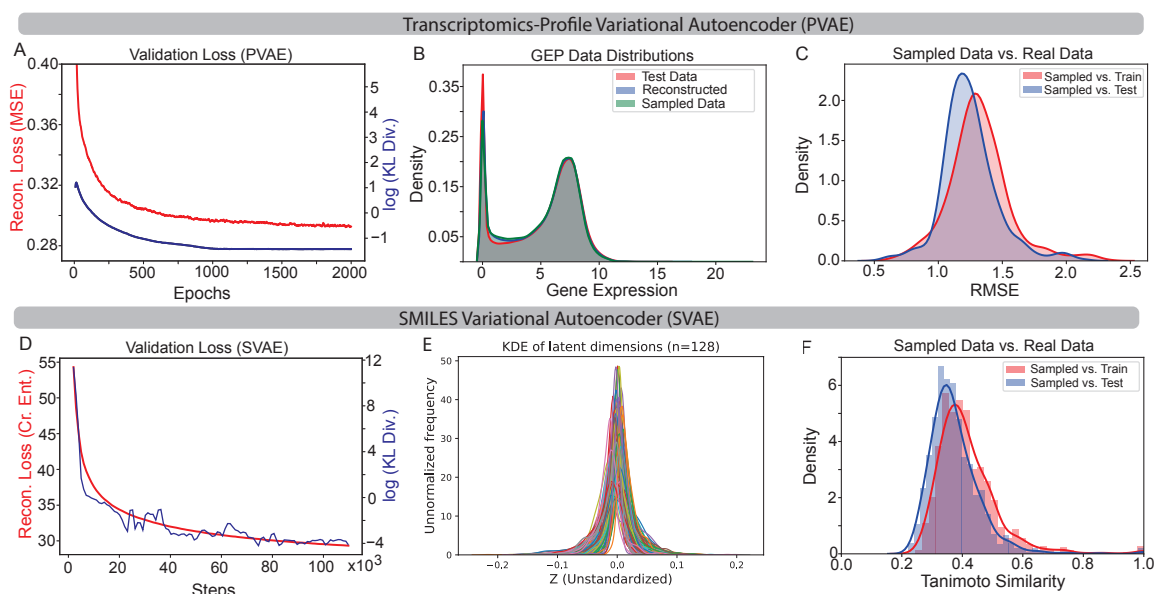 Transcriptomics-Profile Variational Autoencoder (PVAE)
A
Validation Loss (PVAE)
Recon. Loss (MSE)
0.40
0.36
0.32
0.28
log (KL Div.)
5
4
3
2
1
0
−1
0 500 1000 1500 2000
Epochs
B
GEP Data Distributions
Test Data
Reconstructed
Sampled Data
Density
0.35
0.25
0.15
0.05
0 5 10 15 20
Gene Expression
C
Sampled Data vs. Real Data
Sampled vs. Train
Sampled vs. Test
Density
2.0
1.5
1.0
0.5
0.0
0.5 1.0 1.5 2.0 2.5
RMSE
SMILES Variational Autoencoder (SVAE)
D
Validation Loss (SVAE)
Recon. Loss (Cr. Ent.)
55
50
45
40
35
30
log (KL Div.)
12
8
4
0
−4
0 20 40 60 80 100
x10³
Steps
E
KDE of latent dimensions (n=128)
Unnormalized frequency
50
40
30
20
10
0
−0.2 −0.1 0.0 0.1 0.2
Z (Unstandardized)
F
Sampled Data vs. Real Data
Sampled vs. Train
Sampled vs. Test
Density
6
4
2
0
0.0 0.2 0.4 0.6 0.8 1.0
Tanimoto Similarity